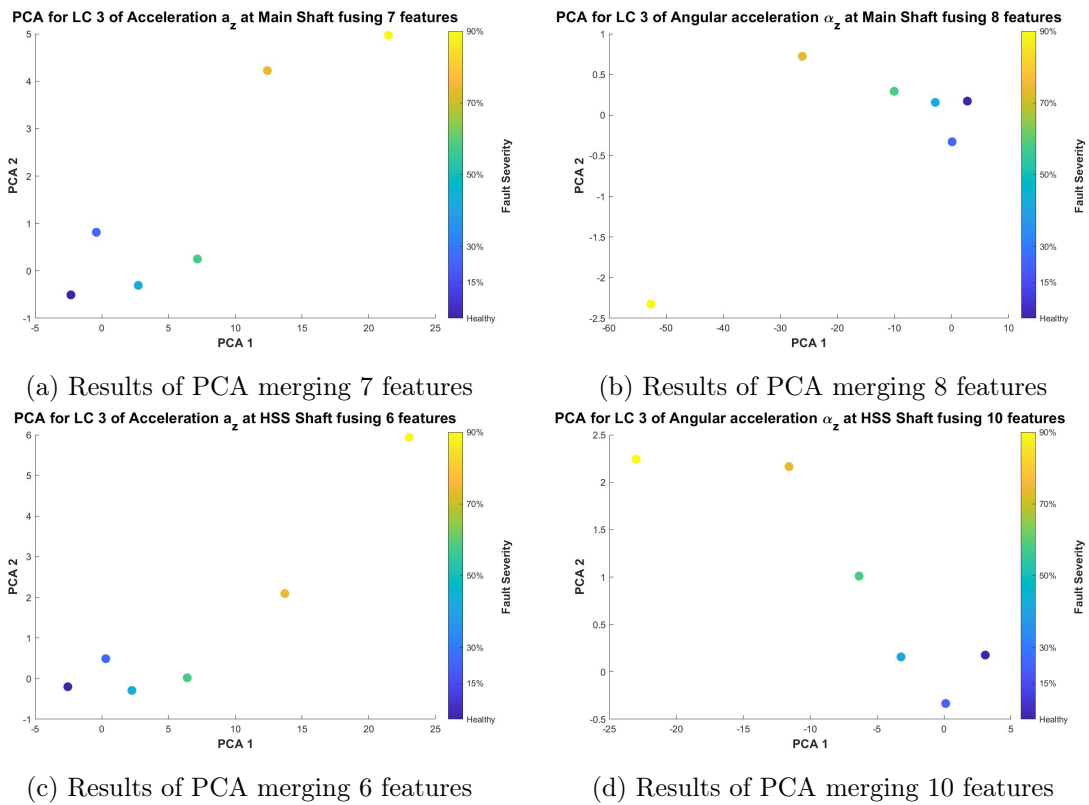 PCA for LC 3 of Acceleration a_z at Main Shaft fusing 7 features
5
4
3
2
1
0
-1
PCA 2
-5 0 5 10 15 20 25
PCA 1
90%
70%
50%
30%
15%
Healthy
Fault Severity
(a) Results of PCA merging 7 features
PCA for LC 3 of Angular acceleration α_z at Main Shaft fusing 8 features
1
0.5
0
-0.5
-1
-1.5
-2
-2.5
PCA 2
-60 -50 -40 -30 -20 -10 0 10
PCA 1
90%
70%
50%
30%
15%
Healthy
Fault Severity
(b) Results of PCA merging 8 features
PCA for LC 3 of Acceleration a_z at HSS Shaft fusing 6 features
6
5
4
3
2
1
0
-1
PCA 2
-5 0 5 10 15 20 25
PCA 1
90%
70%
50%
30%
15%
Healthy
Fault Severity
(c) Results of PCA merging 6 features
PCA for LC 3 of Angular acceleration α_z at HSS Shaft fusing 10 features
2.5
2
1.5
1
0.5
0
-0.5
PCA 2
-25 -20 -15 -10 -5 0 5
PCA 1
90%
70%
50%
30%
15%
Healthy
Fault Severity
(d) Results of PCA merging 10 features